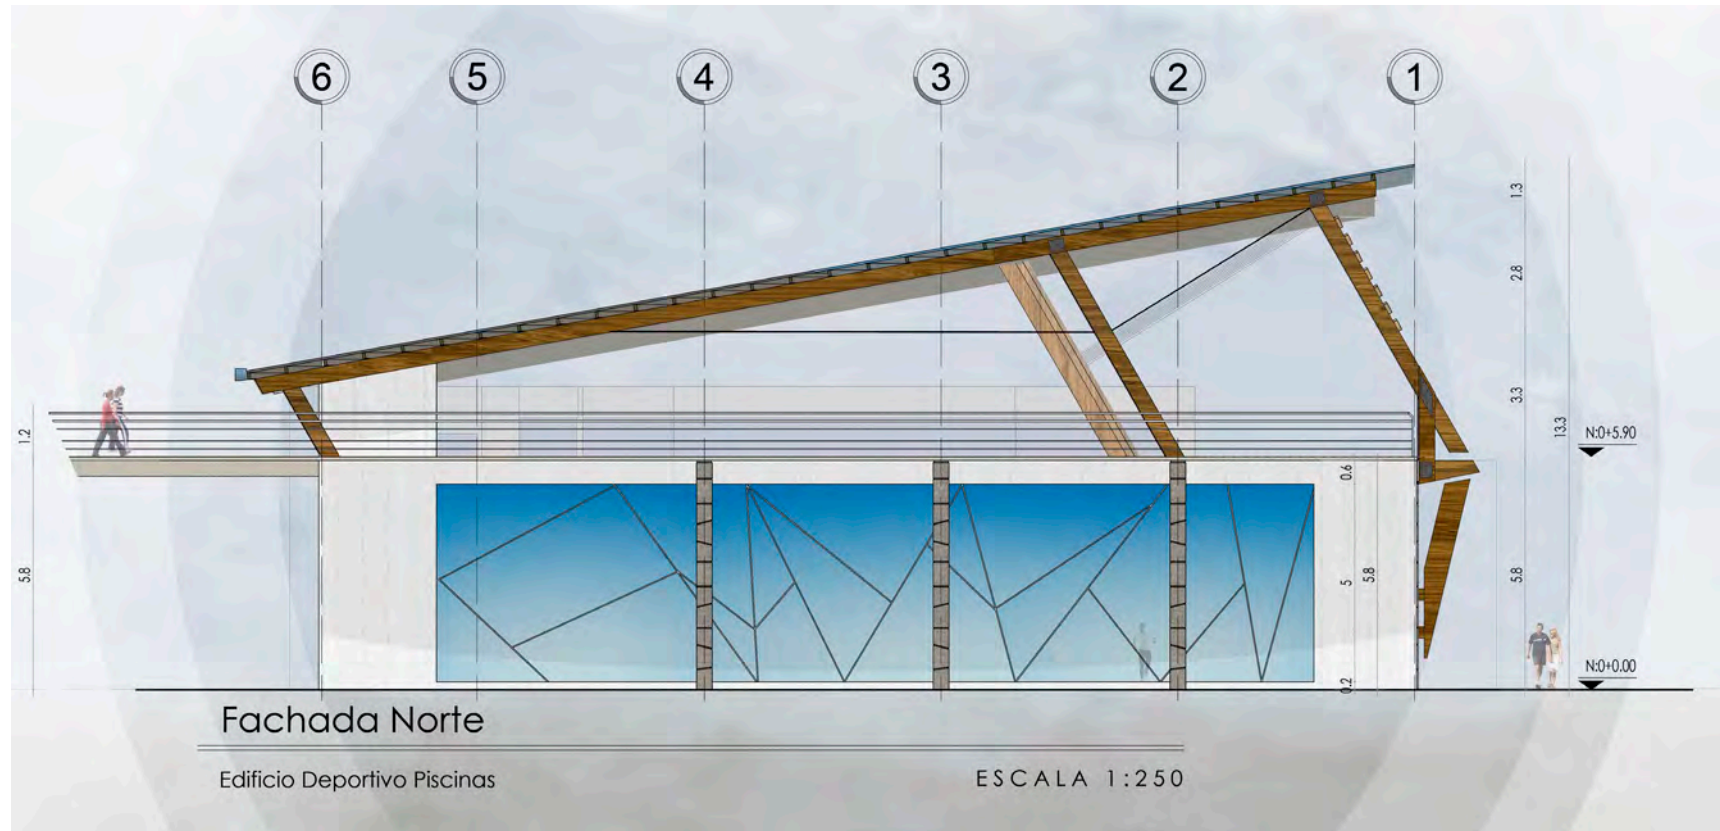 6 5 4 3 2 1
1.3
2.8
3.3
13.3
N:0+5.90
1.2
0.6
5.8
5
5.8
5.8
N:0+0.00
0.2
Fachada Norte
Edificio Deportivo Piscinas
ESCALA 1:250